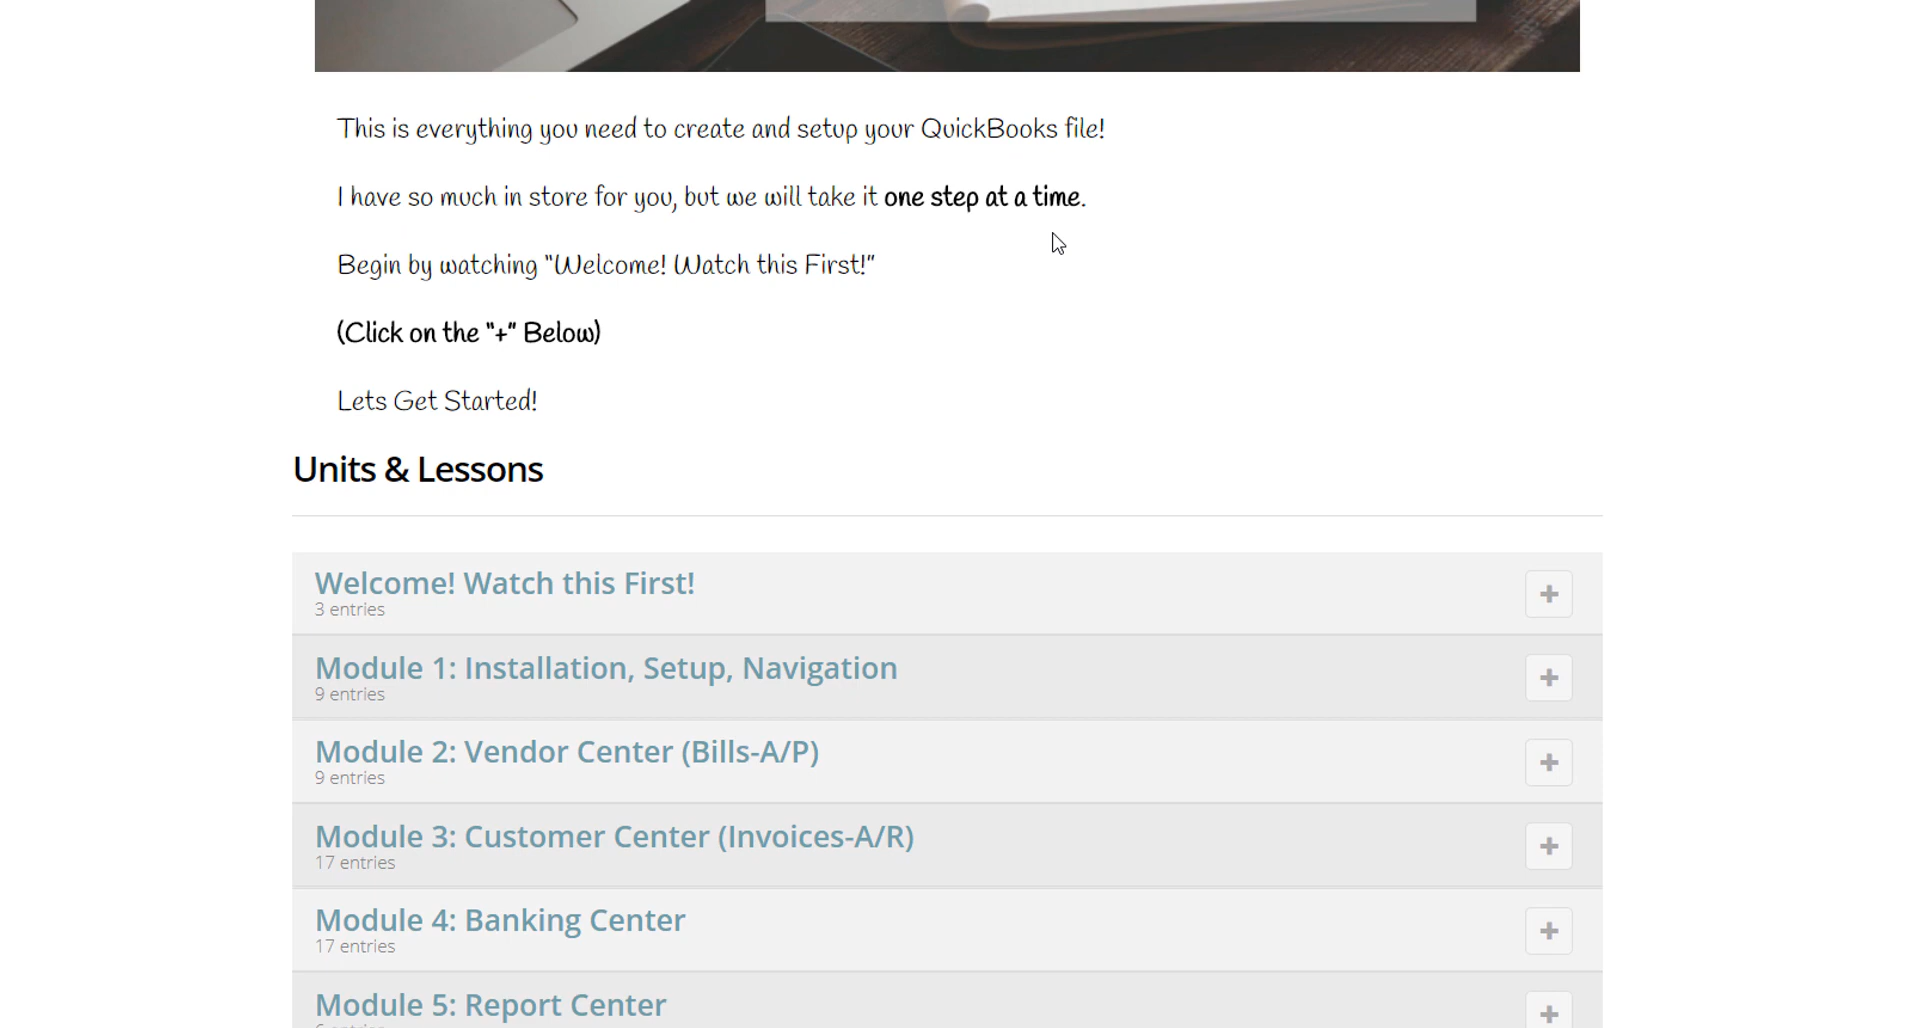 This is everything you need to create and setup your QuickBooks file!
I have so much in store for you, but we will take it one step at a time.
Begin by watching "Welcome! Watch this First!"
(Click on the "+" Below)
Lets Get Started!
Units & Lessons
Welcome! Watch this First!
3 entries
Module 1: Installation, Setup, Navigation
9 entries
Module 2: Vendor Center (Bills-A/P)
9 entries
Module 3: Customer Center (Invoices-A/R)
17 entries
Module 4: Banking Center
17 entries
Module 5: Report Center